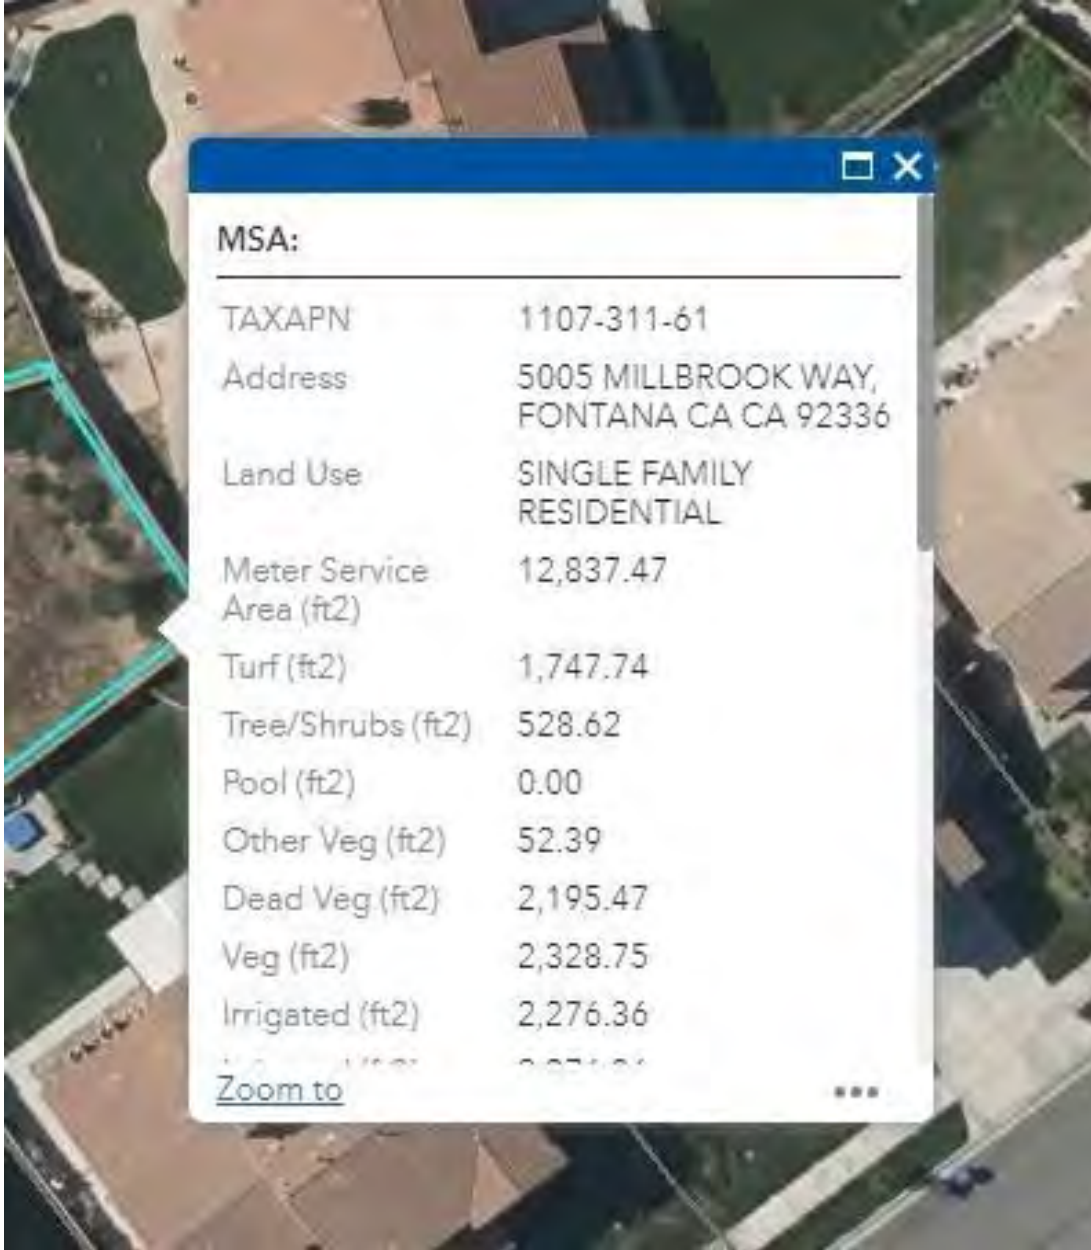 MSA:
TAXAPN 1107-311-61
Address 5005 MILLBROOK WAY,
FONTANA CA CA 92336
Land Use SINGLE FAMILY
RESIDENTIAL
Meter Service 12,837.47
Area (ft2)
Turf (ft2) 1,747.74
Tree/Shrubs (ft2) 528.62
Pool (ft2) 0.00
Other Veg (ft2) 52.39
Dead Veg (ft2) 2,195.47
Veg (ft2) 2,328.75
Irrigated (ft2) 2,276.36
Zoom to